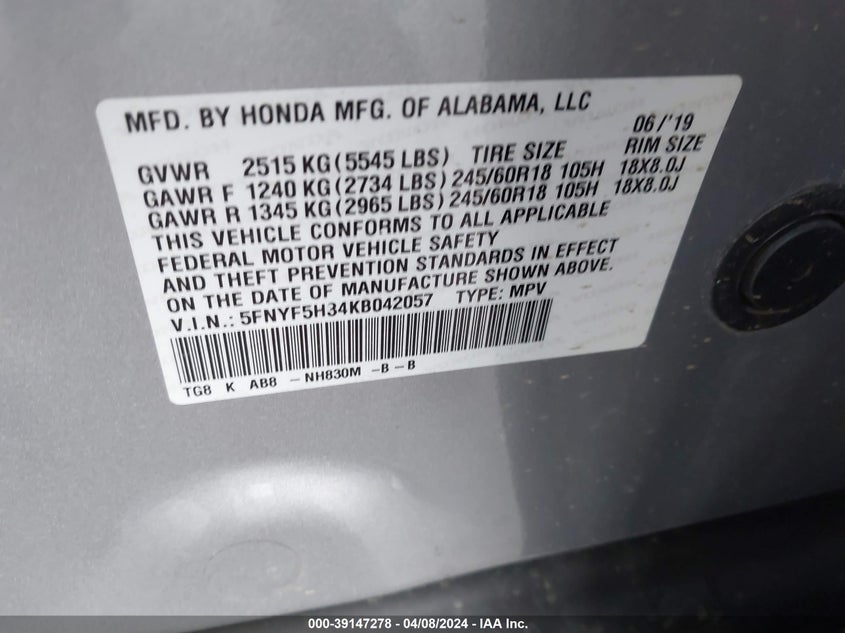 MFD. BY HONDA MFG. OF ALABAMA, LLC
06/'19
GVWR 2515 KG (5545 LBS) TIRE SIZE RIM SIZE
GAWR F 1240 KG (2734 LBS) 245/60R18 105H 18X8.0J
GAWR R 1345 KG (2965 LBS) 245/60R18 105H 18X8.0J
THIS VEHICLE CONFORMS TO ALL APPLICABLE
FEDERAL MOTOR VEHICLE SAFETY
AND THEFT PREVENTION STANDARDS IN EFFECT
ON THE DATE OF MANUFACTURE SHOWN ABOVE.
V.I.N.: 5FNYF5H34KB042057 TYPE: MPV
TG8 K AB8 - NH830M - B - B
000-39147278 - 04/08/2024 - IAA Inc.